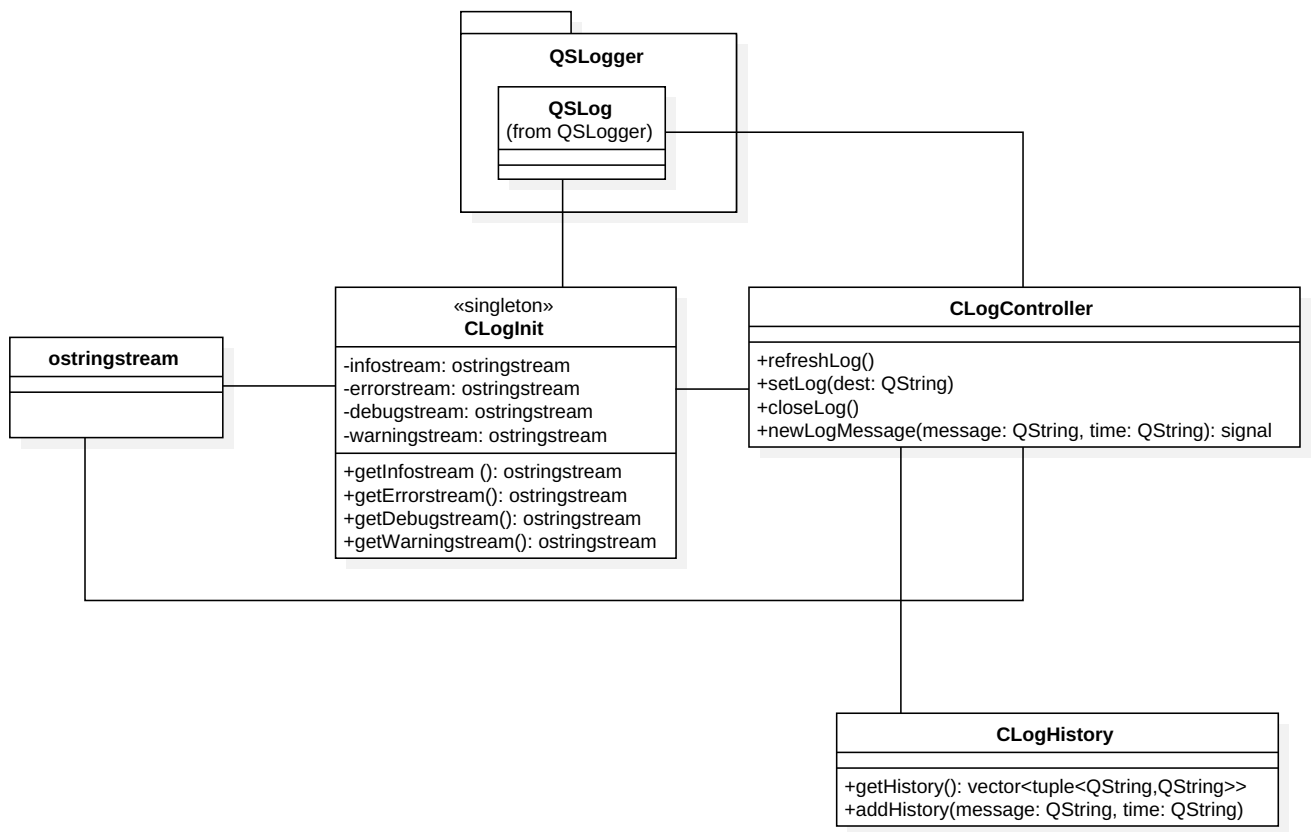 QSLogger
QSLog
(from QSLogger)
«singleton»
CLogInit
-infostream: ostringstream
-errorstream: ostringstream
-debugstream: ostringstream
-warningstream: ostringstream
+getInfostream (): ostringstream
+getErrorstream(): ostringstream
+getDebugstream(): ostringstream
+getWarningstream(): ostringstream
ostringstream
CLogController
+refreshLog()
+setLog(dest: QString)
+closeLog()
+newLogMessage(message: QString, time: QString): signal
CLogHistory
+getHistory(): vector<tuple<QString,QString>>
+addHistory(message: QString, time: QString)